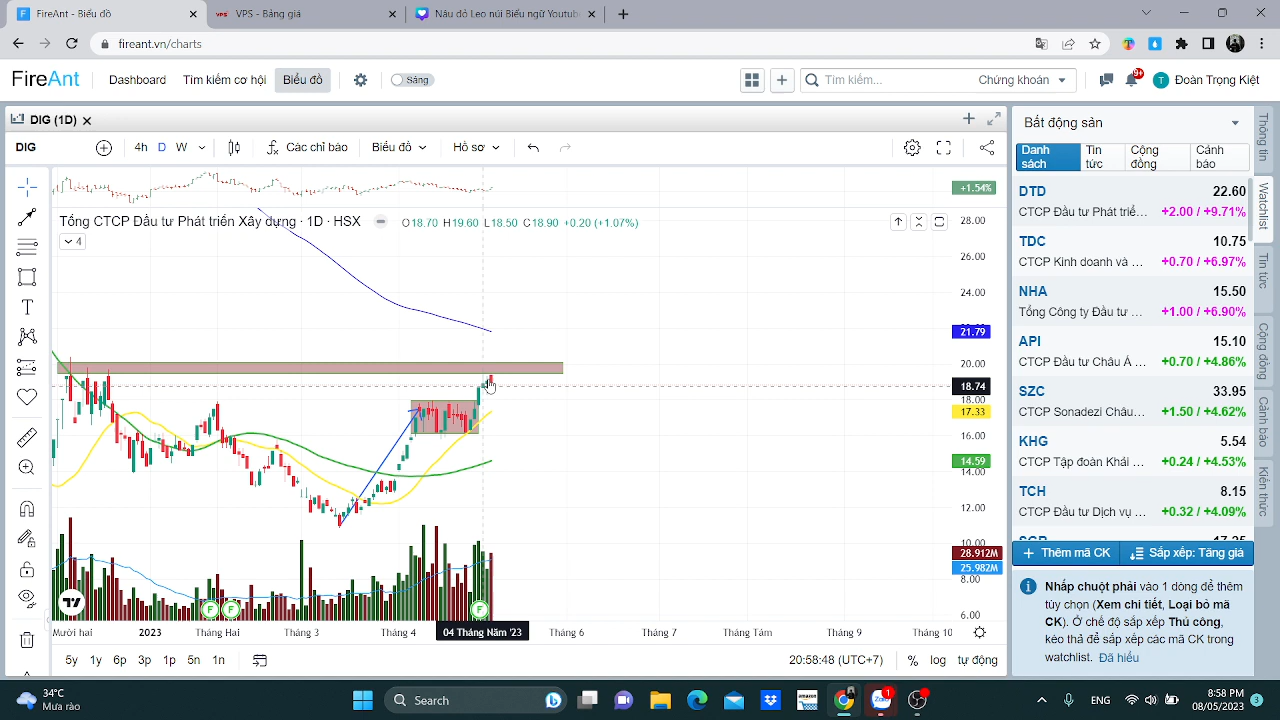 FireAnt - Biểu đồ
VPS - Bảng giá
Nâu đỏ Leo núi Biểu ngữ Youtube
fireant.vn/charts
FireAnt
Dashboard
Tìm kiếm cơ hội
Biểu đồ
Sáng
Tìm kiếm...
Chứng khoán
9+
T
Đoàn Trọng Kiệt
DIG (1D)
DIG
4h D W
Các chỉ báo
Biểu đồ
Hồ sơ
+1.54%
Tổng CTCP Đầu tư Phát triển Xây dựng · 1D · HSX
O18.70 H19.60 L18.50 C18.90 +0.20 (+1.07%)
4
28.00
26.00
24.00
21.79
20.00
18.74
18.00
17.33
16.00
14.59
14.00
12.00
10.00
28.912M
25.982M
8.00
6.00
F F F
Mười hai 2023 Tháng Hai Tháng 3 Tháng 4 04 Tháng Năm '23 Tháng 6 Tháng 7 Tháng Tám Tháng 9 Tháng 10
5y 1y 6p 3p 1p 5n 1n
20:58:48 (UTC+7) % log tự động
Bất động sản
Danh sách
Tin tức
Cộng đồng
Cảnh báo
DTD 22.60
CTCP Đầu tư Phát triể... +2.00 / +9.71%
TDC 10.75
CTCP Kinh doanh và ... +0.70 / +6.97%
NHA 15.50
Tổng Công ty Đầu tư ... +1.00 / +6.90%
API 15.10
CTCP Đầu tư Châu Á ... +0.70 / +4.86%
SZC 33.95
CTCP Sonadezi Châu... +1.50 / +4.62%
KHG 5.54
CTCP Tập đoàn Khải ... +0.24 / +4.53%
TCH 8.15
CTCP Đầu tư Dịch vụ ... +0.32 / +4.09%
Thêm mã CK
Sắp xếp: Tăng giá
Nhấp chuột phải vào 1 dòng để thêm
tùy chọn (Xem chi tiết, Loại bỏ mã
CK). Ở chế độ sắp xếp Thủ công,
kéo thả để sắp xếp các mã CK trong
watchlist. Đã hiểu
Thông tin
Watchlist
Tin tức
Cộng đồng
Cảnh báo
Kiến thức
34°C
Mưa rào
Search
amazon
Zalo
1
ENG
8:58 PM
08/05/2023
3